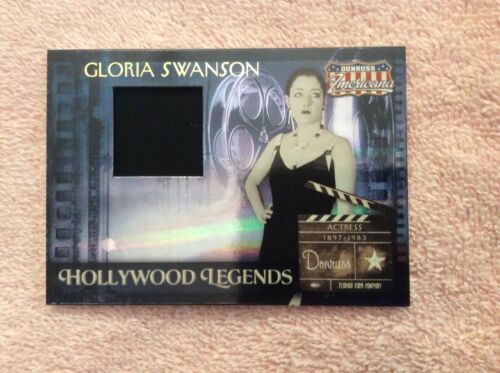 GLORIA SWANSON
DONRUSS
Americana
ACTRESS
1897-1983
Donruss
HOLLYWOOD LEGENDS